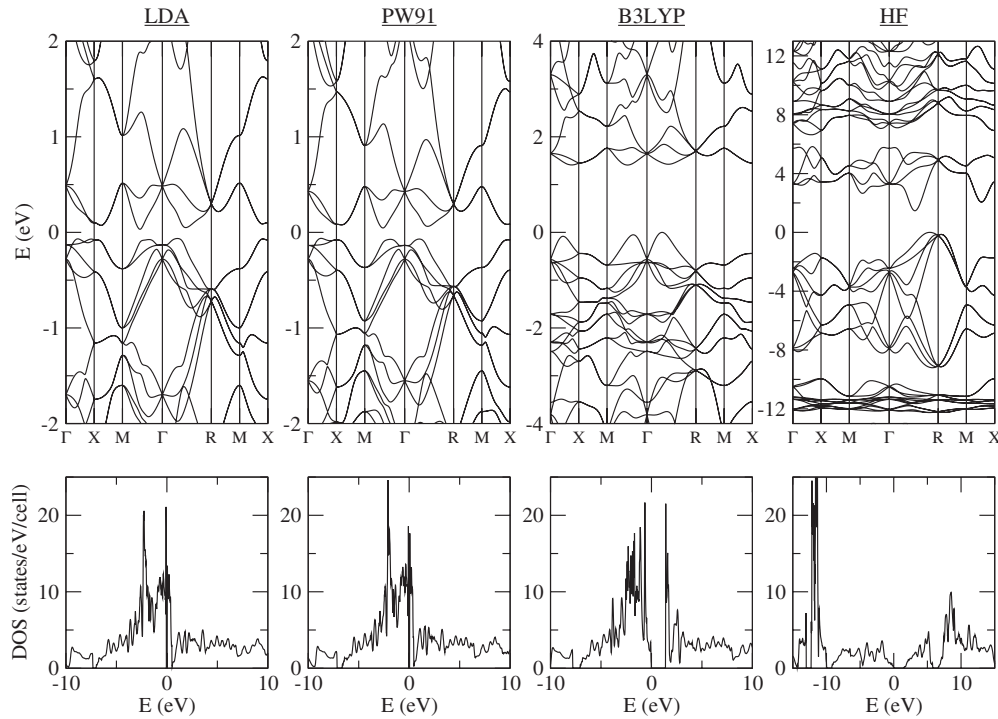 LDA PW91 B3LYP HF
2 2 4 12
1 1 2 8
4
0 0 0 0
-4
-1 -1 -2 -8
-12
-2 -2 -4
Γ X M Γ R M X Γ X M Γ R M X Γ X M Γ R M X Γ X M Γ R M X
E (eV)
20 20 20 20
10 10 10 10
0 0 0 0
-10 0 10 -10 0 10 -10 0 10 -10 0 10
E (eV) E (eV) E (eV) E (eV)
DOS (states/eV/cell)